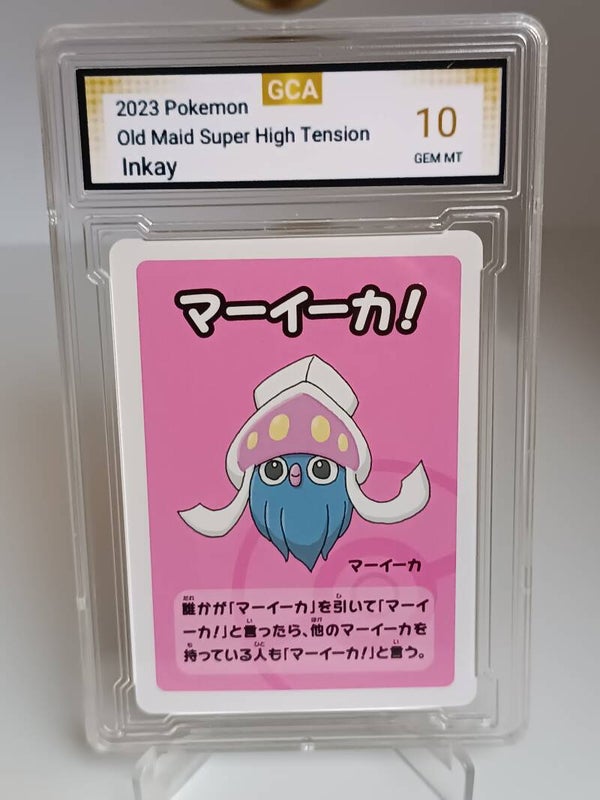 GCA
2023 Pokemon
Old Maid Super High Tension
Inkay
10
GEM MT
マーイーカ!
マーイーカ
誰かが「マーイーカ」を引いて「マーイ
ーカ!」と言ったら、他のマーイーカを
持っている人も「マーイーカ!」と言う。